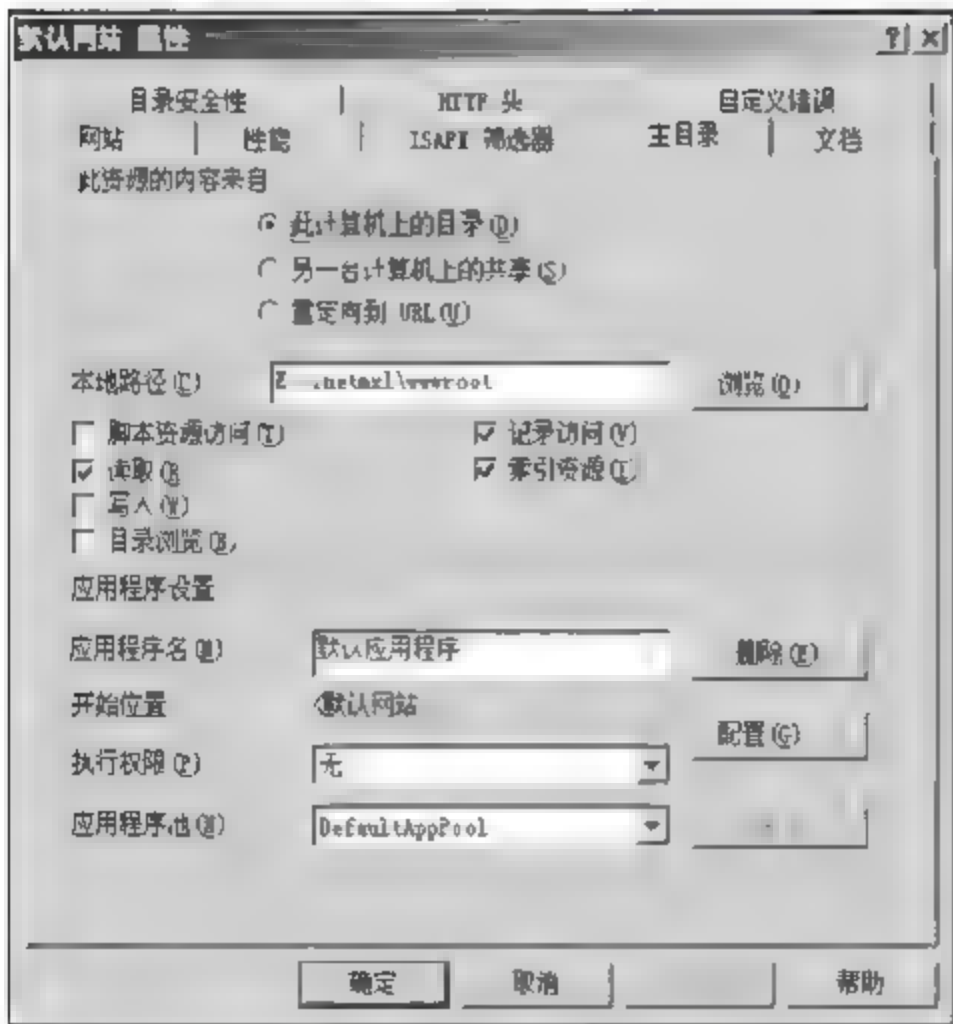 默认网站 属性
目录安全性 HTTP 头 自定义错误
网站 性能 ISAPI 筛选器 主目录 文档
此资源的内容来自
此计算机上的目录(D)
另一台计算机上的共享(S)
重定向到 URL(U)
本地路径(C) .netmxl\wwwroot 浏览(O)
脚本资源访问(T) 记录访问(V)
读取(R 索引资源(I)
写入(W)
目录浏览(B)
应用程序设置
应用程序名(M) 默认应用程序 删除(E)
开始位置 <默认网站
执行权限(P) 无 配置(G)
应用程序池(N) DefaultAppPool
确定 取消 帮助